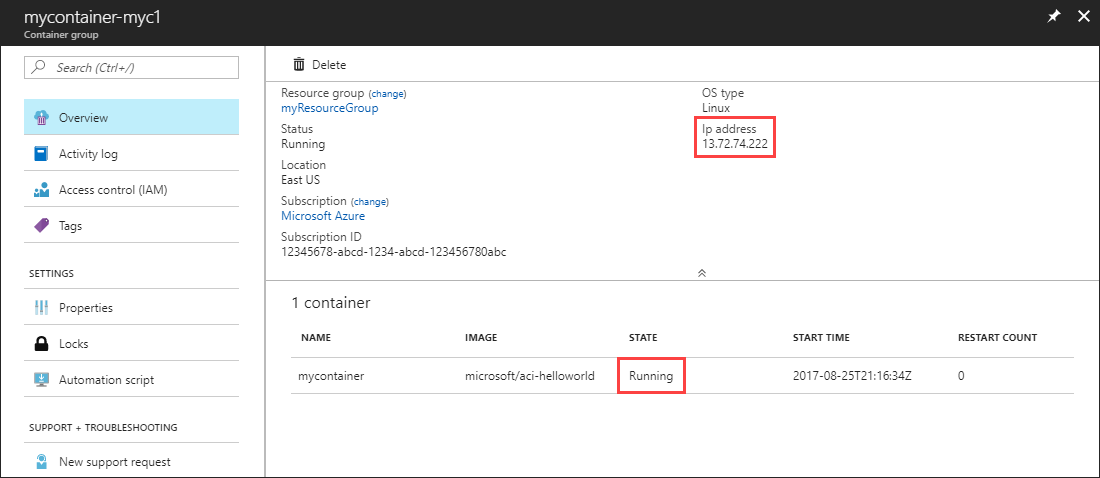 mycontainer-myc1
Container group
Search (Ctrl+/)
Overview
Activity log
Access control (IAM)
Tags
SETTINGS
Properties
Locks
Automation script
SUPPORT + TROUBLESHOOTING
New support request
Delete
Resource group (change)
myResourceGroup
Status
Running
Location
East US
Subscription (change)
Microsoft Azure
Subscription ID
12345678-abcd-1234-abcd-123456780abc
OS type
Linux
Ip address
13.72.74.222
1 container
NAME IMAGE STATE START TIME RESTART COUNT
mycontainer microsoft/aci-helloworld Running 2017-08-25T21:16:34Z 0